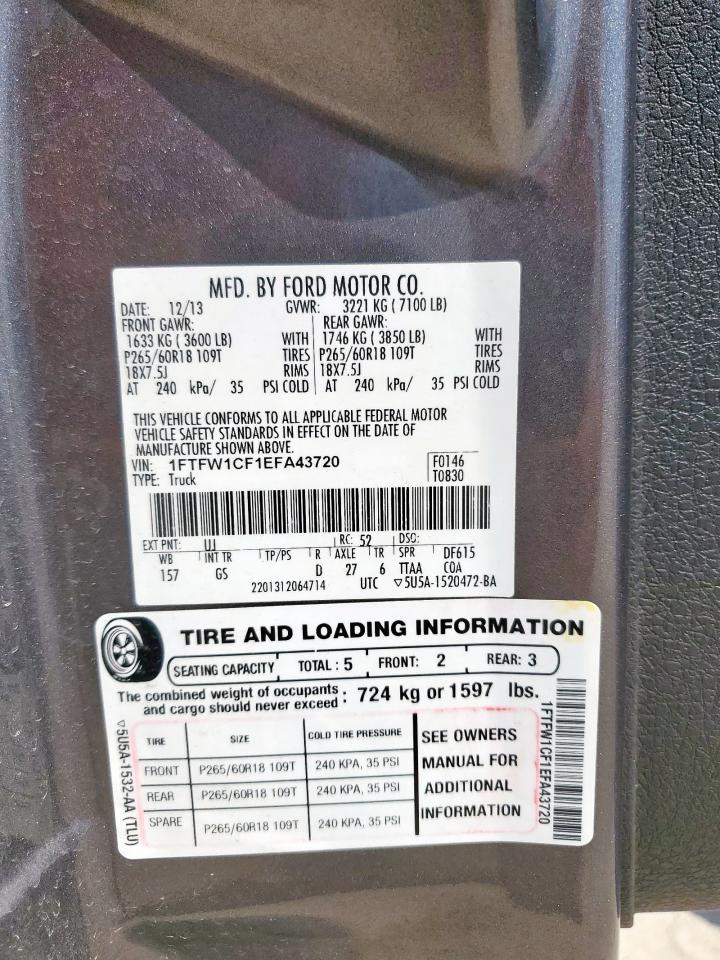 MFD. BY FORD MOTOR CO.
DATE: 12/13 GVWR: 3221 KG ( 7100 LB)
FRONT GAWR: REAR GAWR:
1633 KG ( 3600 LB) WITH 1746 KG ( 3850 LB) WITH
P265/60R18 109T TIRES P265/60R18 109T TIRES
18X7.5J RIMS 18X7.5J RIMS
AT 240 kPa/ 35 PSI COLD AT 240 kPa/ 35 PSI COLD
THIS VEHICLE CONFORMS TO ALL APPLICABLE FEDERAL MOTOR
VEHICLE SAFETY STANDARDS IN EFFECT ON THE DATE OF
MANUFACTURE SHOWN ABOVE.
VIN: 1FTFW1CF1EFA43720 F0146
TYPE: Truck T0830
EXT PNT: UJ RC: 52 DSO:
WB INT TR TP/PS R AXLE TR SPR DF615
157 GS D 27 6 TTAA COA
2201312064714 UTC ▽5U5A-1520472-BA
TIRE AND LOADING INFORMATION
SEATING CAPACITY TOTAL : 5 FRONT: 2 REAR: 3
The combined weight of occupants and cargo should never exceed : 724 kg or 1597 lbs.
TIRE SIZE COLD TIRE PRESSURE
FRONT P265/60R18 109T 240 KPA, 35 PSI
REAR P265/60R18 109T 240 KPA, 35 PSI
SPARE P265/60R18 109T 240 KPA, 35 PSI
SEE OWNERS
MANUAL FOR
ADDITIONAL
INFORMATION
▽5U5A-1532-AA (TLU)
1FTFW1CF1EFA43720